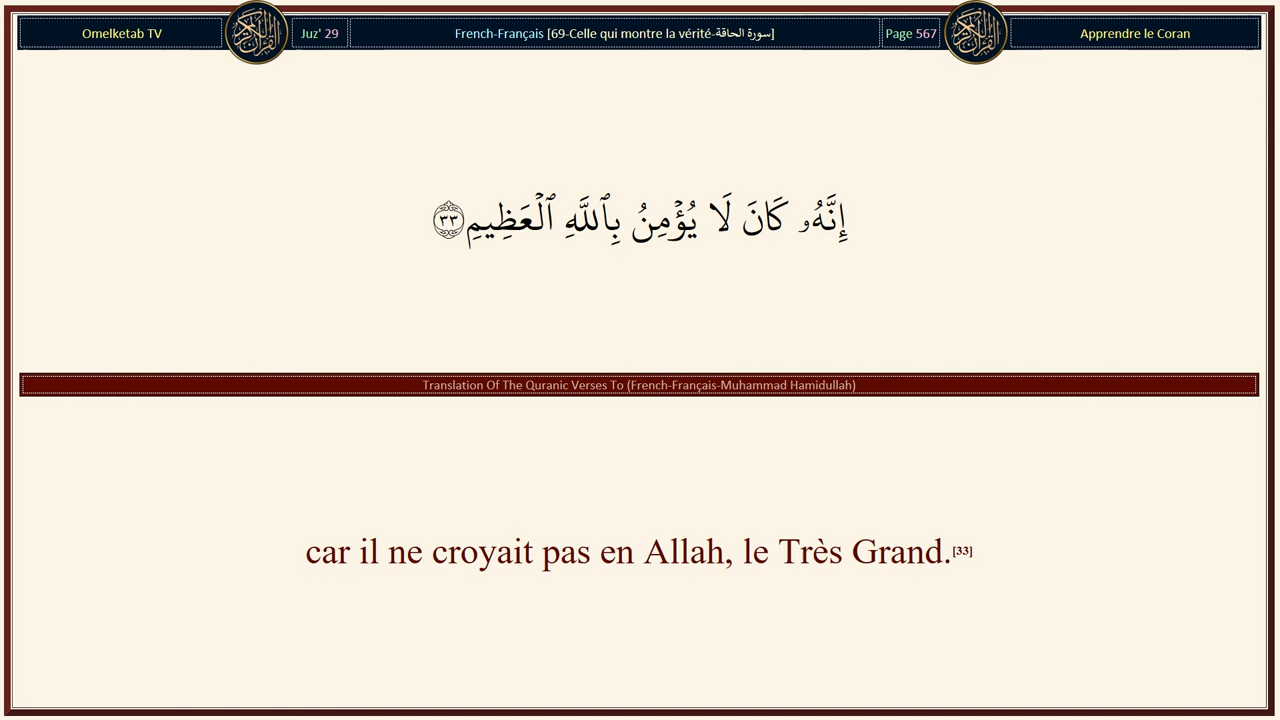 Omelketab TV
Juz' 29
French-Français [69-Celle qui montre la vérité-سورة الحاقة]
Page 567
Apprendre le Coran
إِنَّهُۥ كَانَ لَا يُؤۡمِنُ بِٱللَّهِ ٱلۡعَظِيمِ ٣٣
Translation Of The Quranic Verses To (French-Français-Muhammad Hamidullah)
car il ne croyait pas en Allah, le Très Grand.[33]